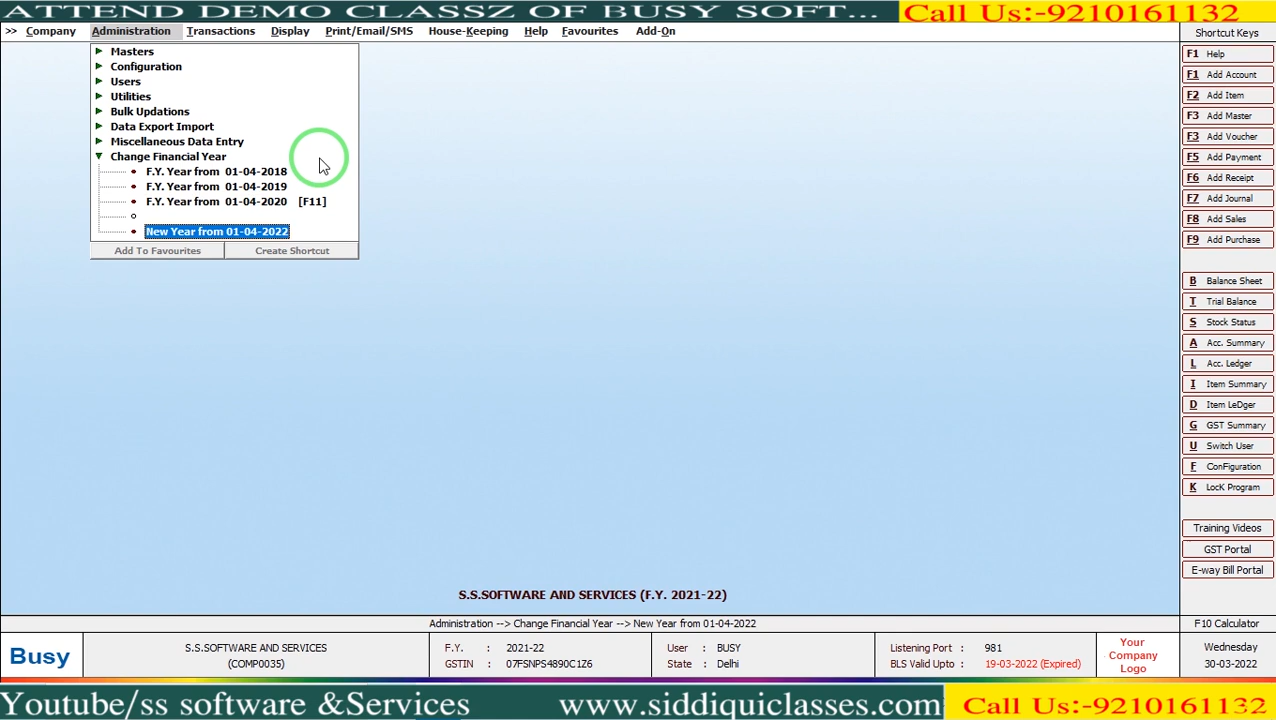 ATTEND DEMO CLASSZ OF BUSY SOFT... Call Us:-9210161132
>> Company Administration Transactions Display Print/Email/SMS House-Keeping Help Favourites Add-On
Shortcut Keys
Masters
Configuration
Users
Utilities
Bulk Updations
Data Export Import
Miscellaneous Data Entry
Change Financial Year
F.Y. Year from 01-04-2018
F.Y. Year from 01-04-2019
F.Y. Year from 01-04-2020 [F11]
New Year from 01-04-2022
Add To Favourites Create Shortcut
F1 Help
F1 Add Account
F2 Add Item
F3 Add Master
F3 Add Voucher
F5 Add Payment
F6 Add Receipt
F7 Add Journal
F8 Add Sales
F9 Add Purchase
B Balance Sheet
T Trial Balance
S Stock Status
A Acc. Summary
L Acc. Ledger
I Item Summary
D Item LeDger
G GST Summary
U Switch User
F ConFiguration
K LocK Program
Training Videos
GST Portal
E-way Bill Portal
S.S.SOFTWARE AND SERVICES (F.Y. 2021-22)
Administration --> Change Financial Year --> New Year from 01-04-2022
F10 Calculator
Busy
S.S.SOFTWARE AND SERVICES
(COMP0035)
F.Y. : 2021-22
GSTIN : 07FSNPS4890C1Z6
User : BUSY
State : Delhi
Listening Port : 981
BLS Valid Upto : 19-03-2022 (Expired)
Your
Company
Logo
Wednesday
30-03-2022
Youtube/ss software &Services www.siddiquiclasses.com Call Us:-9210161132